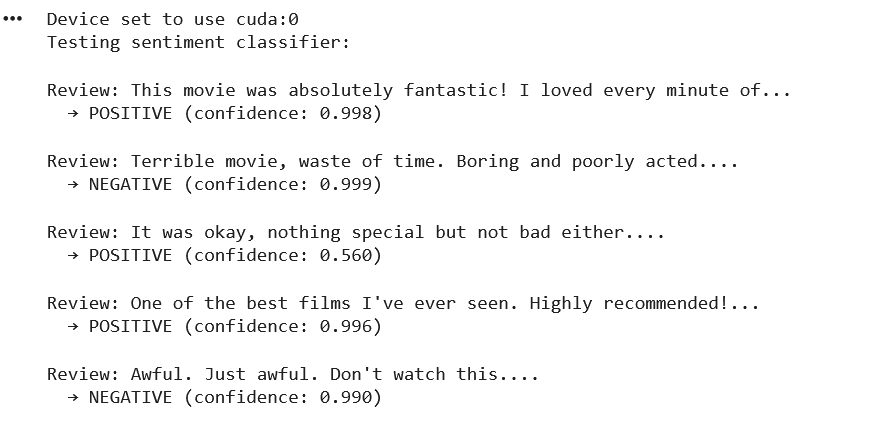 ••• Device set to use cuda:0
Testing sentiment classifier:
Review: This movie was absolutely fantastic! I loved every minute of...
→ POSITIVE (confidence: 0.998)
Review: Terrible movie, waste of time. Boring and poorly acted....
→ NEGATIVE (confidence: 0.999)
Review: It was okay, nothing special but not bad either....
→ POSITIVE (confidence: 0.560)
Review: One of the best films I've ever seen. Highly recommended!...
→ POSITIVE (confidence: 0.996)
Review: Awful. Just awful. Don't watch this....
→ NEGATIVE (confidence: 0.990)